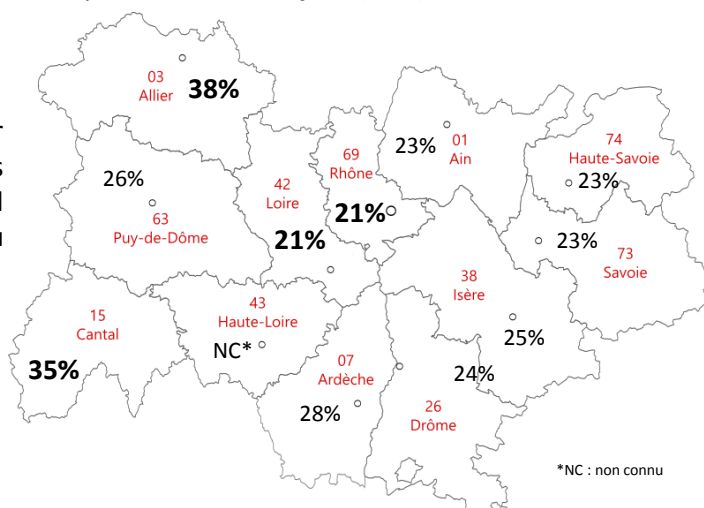 03
Allier
38%
26%
63
Puy-de-Dôme
42
Loire
21%
69
Rhône
21%
23%
01
Ain
74
Haute-Savoie
23%
23%
73
Savoie
38
Isère
25%
15
Cantal
35%
43
Haute-Loire
NC*
07
Ardèche
28%
24%
26
Drôme
*NC : non connu